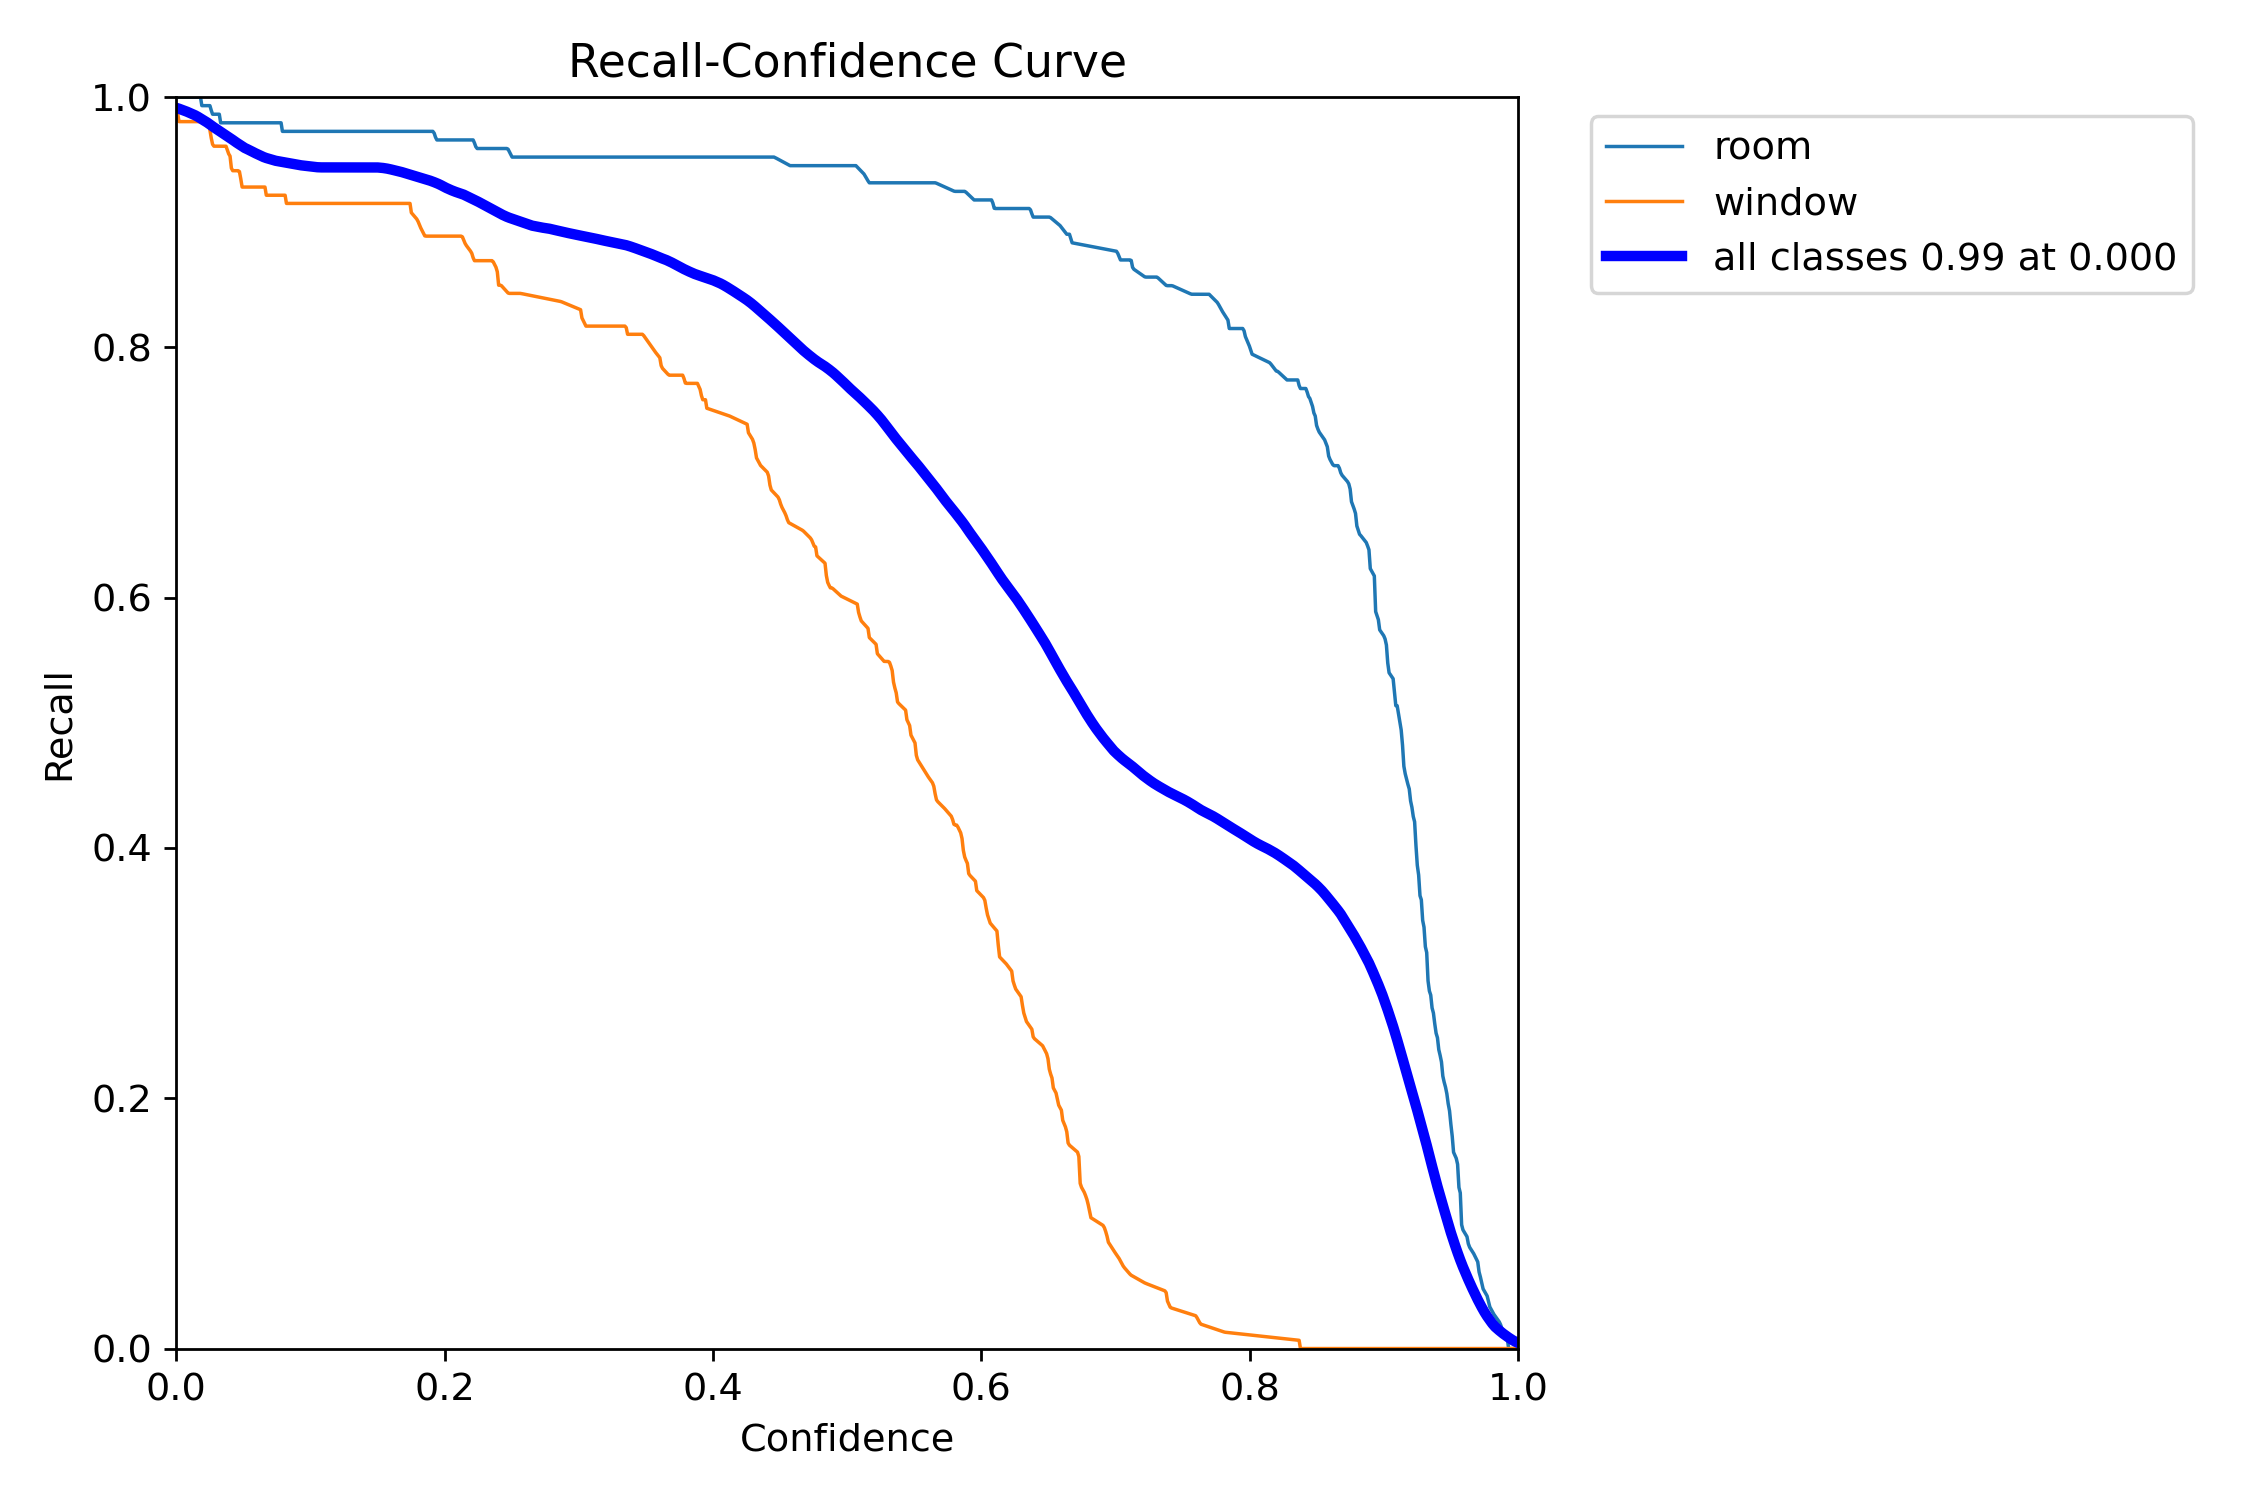 Recall-Confidence Curve
1.0
0.8
0.6
0.4
0.2
0.0
Recall
0.0 0.2 0.4 0.6 0.8 1.0
Confidence
room
window
all classes 0.99 at 0.000